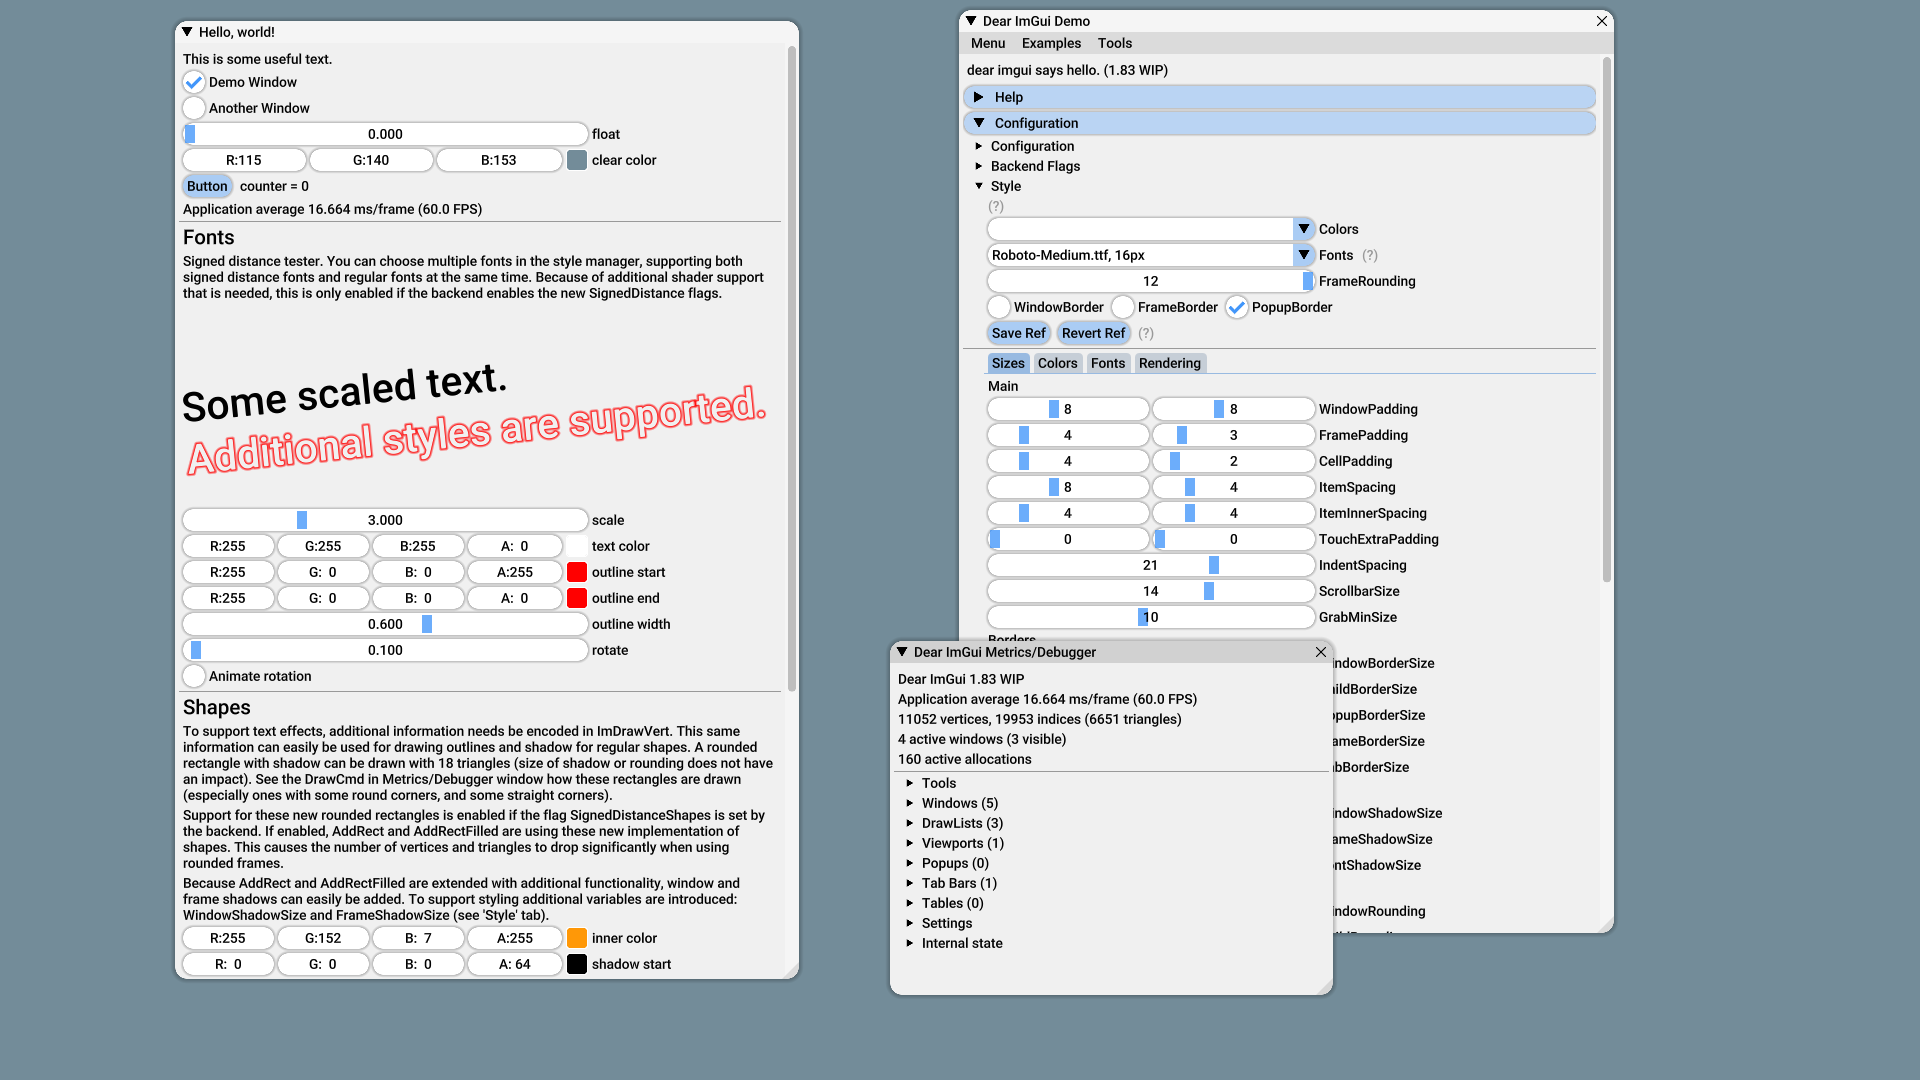 Hello, world!
This is some useful text.
Demo Window
Another Window
0.000 float
R:115 G:140 B:153 clear color
Button counter = 0
Application average 16.664 ms/frame (60.0 FPS)
Fonts
Signed distance tester. You can choose multiple fonts in the style manager, supporting both
signed distance fonts and regular fonts at the same time. Because of additional shader support
that is needed, this is only enabled if the backend enables the new SignedDistance flags.
Some scaled text.
Additional styles are supported.
3.000 scale
R:255 G:255 B:255 A: 0 text color
R:255 G: 0 B: 0 A:255 outline start
R:255 G: 0 B: 0 A: 0 outline end
0.600 outline width
0.100 rotate
Animate rotation
Shapes
To support text effects, additional information needs be encoded in ImDrawVert. This same
information can easily be used for drawing outlines and shadow for regular shapes. A rounded
rectangle with shadow can be drawn with 18 triangles (size of shadow or rounding does not have
an impact). See the DrawCmd in Metrics/Debugger window how these rectangles are drawn
(especially ones with some round corners, and some straight corners).
Support for these new rounded rectangles is enabled if the flag SignedDistanceShapes is set by
the backend. If enabled, AddRect and AddRectFilled are using these new implementation of
shapes. This causes the number of vertices and triangles to drop significantly when using
rounded frames.
Because AddRect and AddRectFilled are extended with additional functionality, window and
frame shadows can easily be added. To support styling additional variables are introduced:
WindowShadowSize and FrameShadowSize (see 'Style' tab).
R:255 G:152 B: 7 A:255 inner color
R: 0 G: 0 B: 0 A: 64 shadow start
Dear ImGui Demo
Menu Examples Tools
dear imgui says hello. (1.83 WIP)
Help
Configuration
Configuration
Backend Flags
Style
(?)
Colors
Roboto-Medium.ttf, 16px Fonts (?)
12 FrameRounding
WindowBorder FrameBorder PopupBorder
Save Ref Revert Ref (?)
Sizes Colors Fonts Rendering
Main
8 8 WindowPadding
4 3 FramePadding
4 2 CellPadding
8 4 ItemSpacing
4 4 ItemInnerSpacing
0 0 TouchExtraPadding
21 IndentSpacing
14 ScrollbarSize
10 GrabMinSize
Borders
indowBorderSize
ildBorderSize
pupBorderSize
ameBorderSize
bBorderSize
indowShadowSize
ameShadowSize
ntShadowSize
indowRounding
Dear ImGui Metrics/Debugger
Dear ImGui 1.83 WIP
Application average 16.664 ms/frame (60.0 FPS)
11052 vertices, 19953 indices (6651 triangles)
4 active windows (3 visible)
160 active allocations
Tools
Windows (5)
DrawLists (3)
Viewports (1)
Popups (0)
Tab Bars (1)
Tables (0)
Settings
Internal state